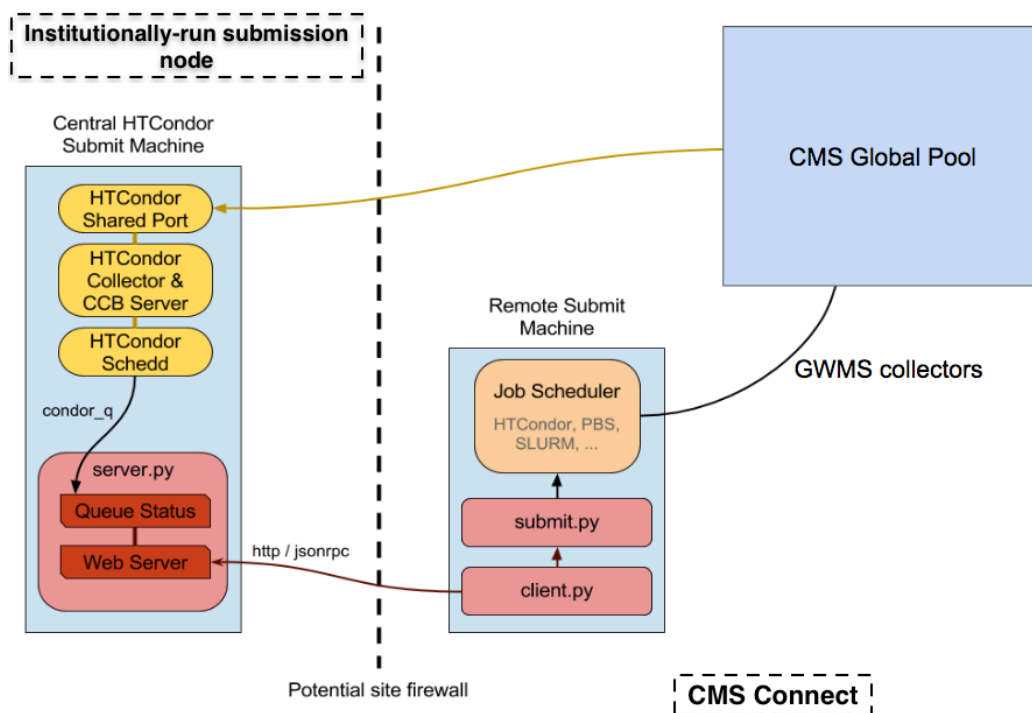 Institutionally-run submission
node
Central HTCondor
Submit Machine
HTCondor
Shared Port
HTCondor
Collector &
CCB Server
HTCondor
Schedd
condor_q
server.py
Queue Status
Web Server
http / jsonrpc
Potential site firewall
CMS Global Pool
GWMS collectors
Remote Submit
Machine
Job Scheduler
HTCondor, PBS,
SLURM, ...
submit.py
client.py
CMS Connect